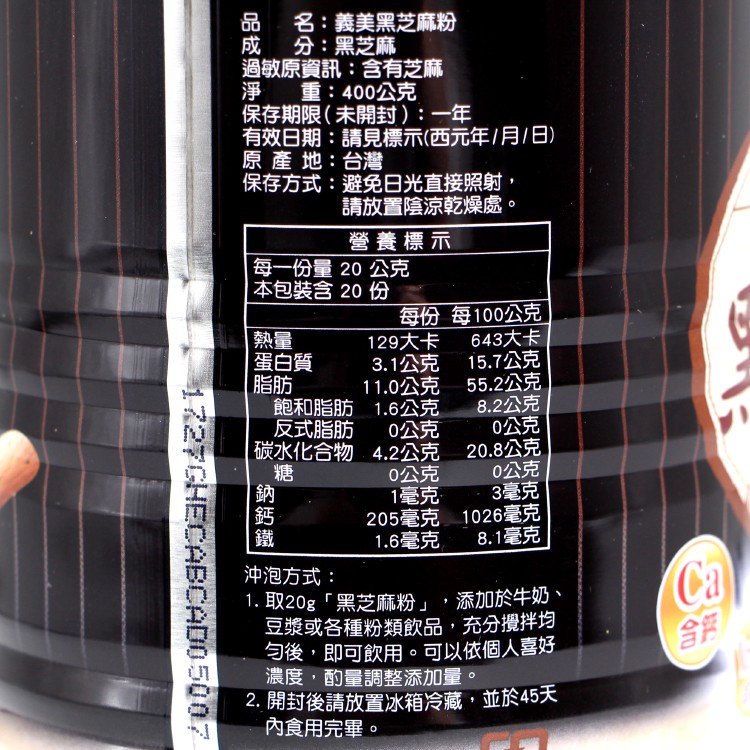 品 名：義美黑芝麻粉
成 分：黑芝麻
過敏原資訊：含有芝麻
淨 重：400公克
保存期限(未開封)：一年
有效日期：請見標示(西元年/月/日)
原 產 地：台灣
保存方式：避免日光直接照射，
請放置陰涼乾燥處。
營養標示
每一份量 20 公克
本包裝含 20 份
每份 每100公克
熱量 129大卡 643大卡
蛋白質 3.1公克 15.7公克
脂肪 11.0公克 55.2公克
飽和脂肪 1.6公克 8.2公克
反式脂肪 0公克 0公克
碳水化合物 4.2公克 20.8公克
糖 0公克 0公克
鈉 1毫克 3毫克
鈣 205毫克 1026毫克
鐵 1.6毫克 8.1毫克
沖泡方式：
1. 取20g「黑芝麻粉」，添加於牛奶、
豆漿或各種粉類飲品，充分攪拌均
勻後，即可飲用。可以依個人喜好
濃度，酌量調整添加量。
2. 開封後請放置冰箱冷藏，並於45天
內食用完畢。
Ca
含鈣
黑